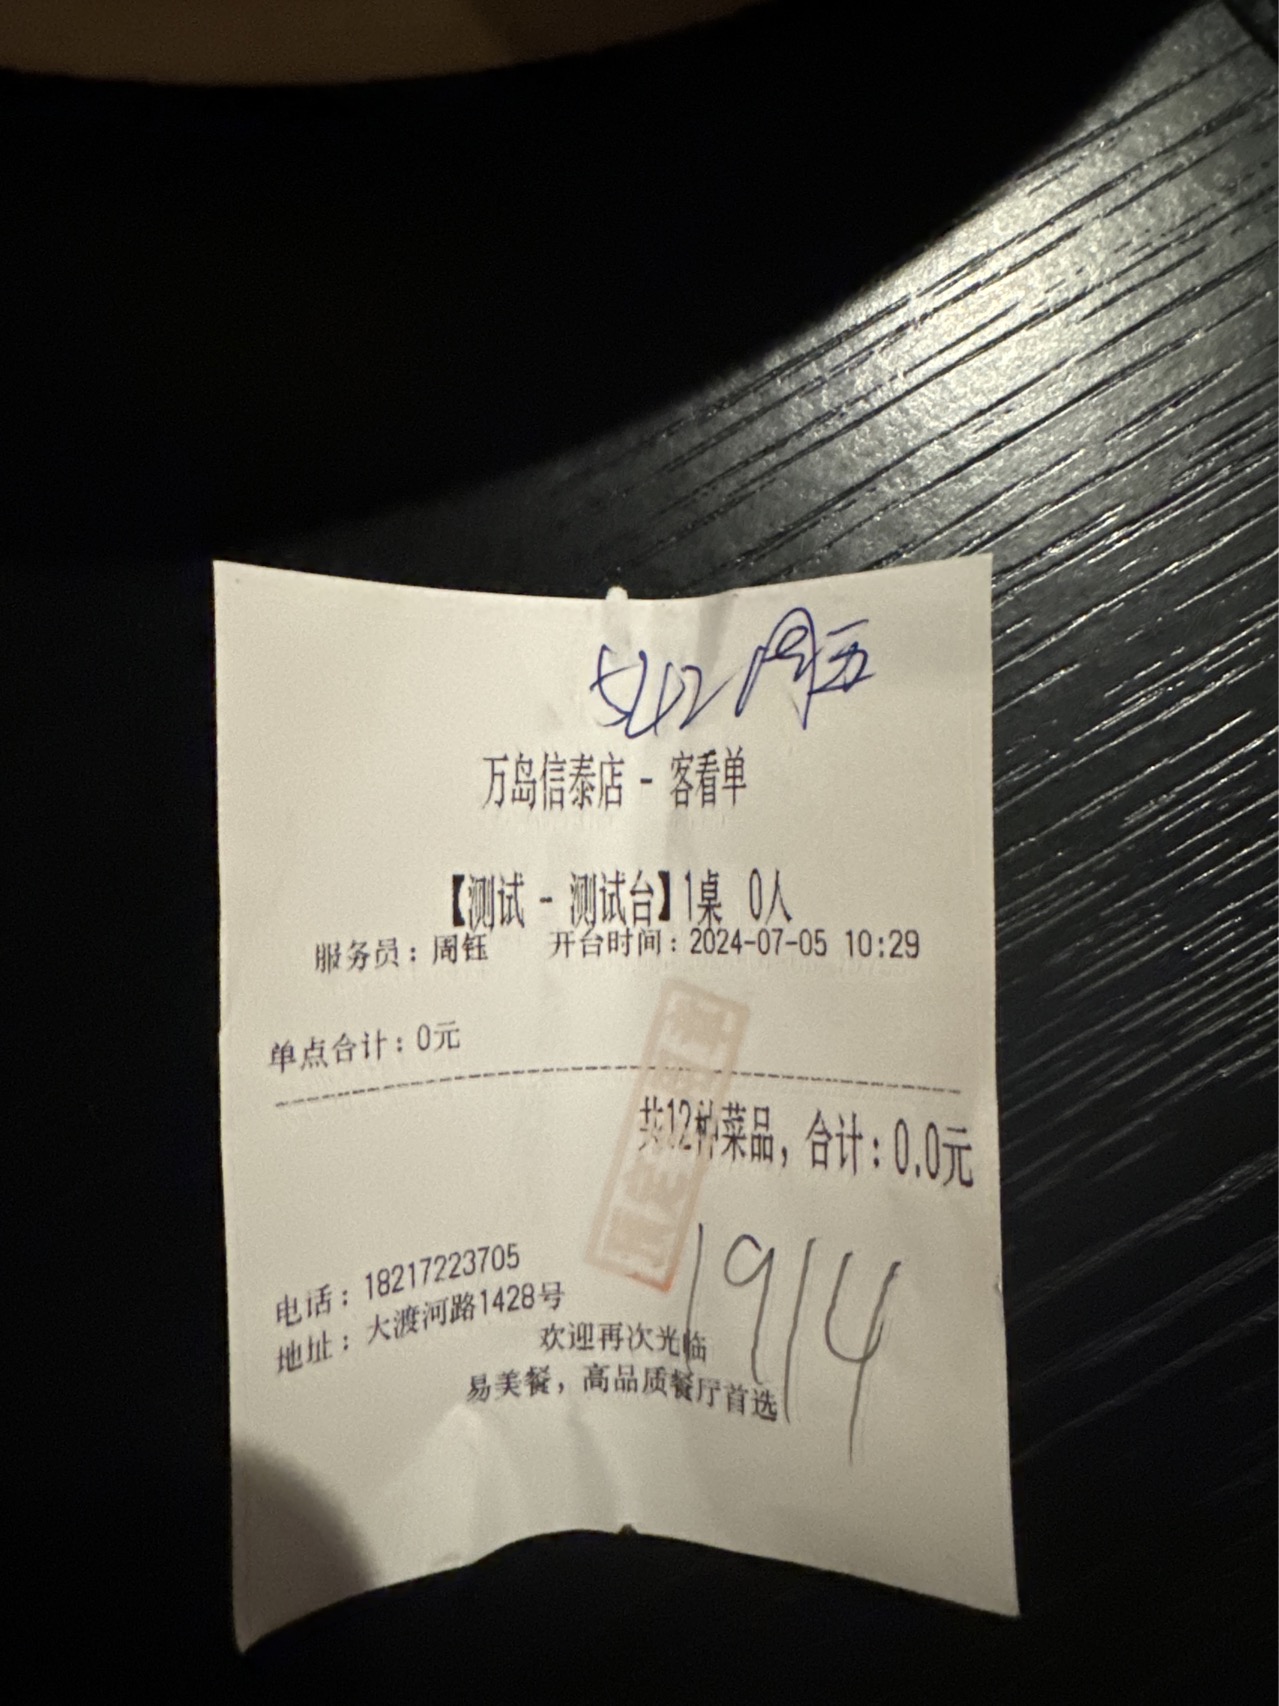 542 周五
万岛信泰店 - 客看单
【测试 - 测试台】1桌 0人
服务员：周钰 开台时间：2024-07-05 10:29
单点合计：0元
共12种菜品，合计：0.0元
1914
电话：18217223705
地址：大渡河路1428号
欢迎再次光临
易美餐，高品质餐厅首选